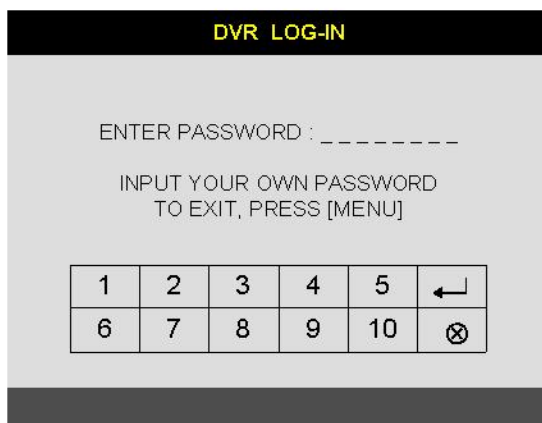 DVR LOG-IN
ENTER PASSWORD : _ _ _ _ _ _ _ _
INPUT YOUR OWN PASSWORD
TO EXIT, PRESS [MENU]
1 2 3 4 5
6 7 8 9 10